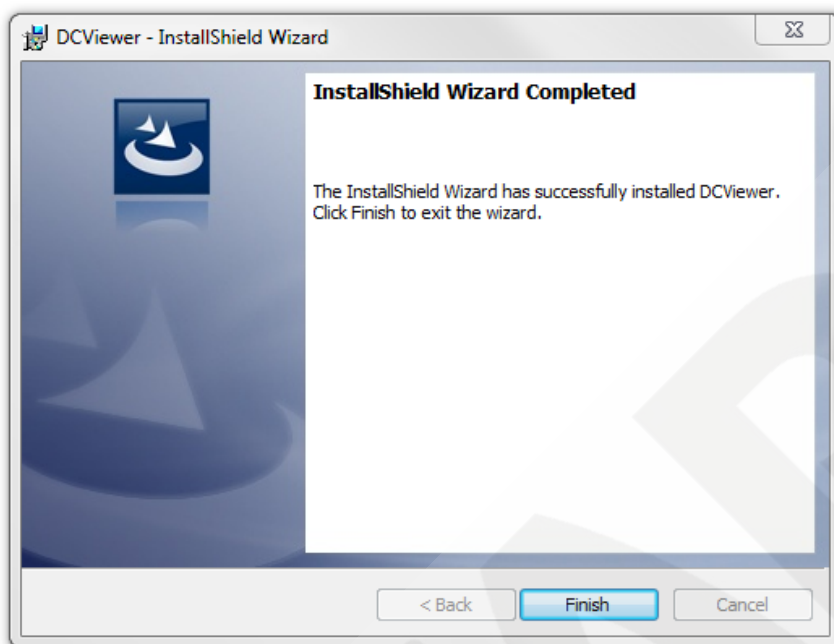 DCViewer - InstallShield Wizard
InstallShield Wizard Completed
The InstallShield Wizard has successfully installed DCViewer.
Click Finish to exit the wizard.
< Back
Finish
Cancel